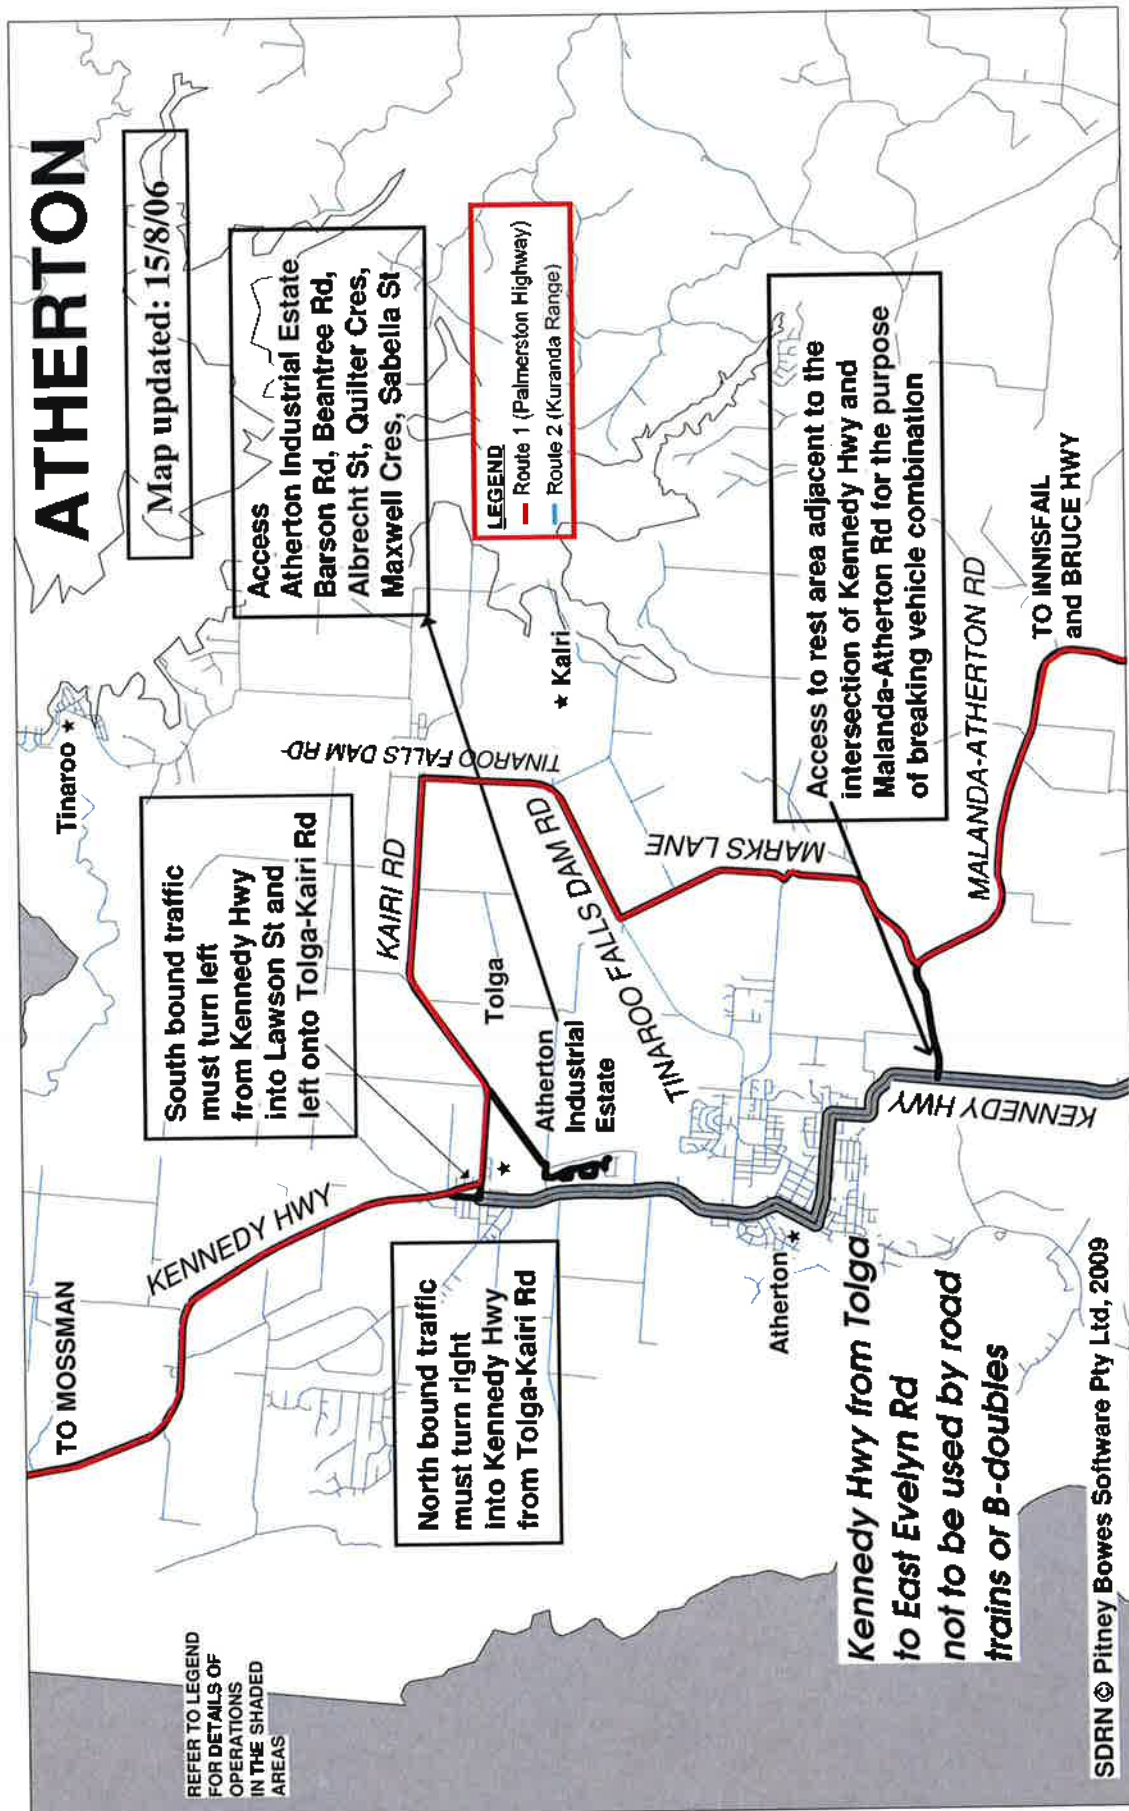 ATHERTON
Map updated: 15/8/06
TO MOSSMAN
KENNEDY HWY
REFER TO LEGEND
FOR DETAILS OF
OPERATIONS
IN THE SHADED
AREAS
South bound traffic
must turn left
from Kennedy Hwy
into Lawson St and
left onto Tolga-Kairi Rd
Tinaroo
Access
Atherton Industrial Estate
Barson Rd, Beantree Rd,
Albrecht St, Quilter Cres,
Maxwell Cres, Sabella St
North bound traffic
must turn right
into Kennedy Hwy
from Tolga-Kairi Rd
KAIRI RD
TINAROO FALLS DAM RD
Tolga
Kairi
LEGEND
Route 1 (Palmerston Highway)
Route 2 (Kuranda Range)
Atherton
Industrial
Estate
TINAROO FALLS DAM RD
MARKS LANE
Atherton
Access to rest area adjacent to the
intersection of Kennedy Hwy and
Malanda-Atherton Rd for the purpose
of breaking vehicle combination
KENNEDY HWY
MALANDA-ATHERTON RD
TO INNISFAIL
and BRUCE HWY
Kennedy Hwy from Tolga
to East Evelyn Rd
not to be used by road
trains or B-doubles
SDRN © Pitney Bowes Software Pty Ltd, 2009